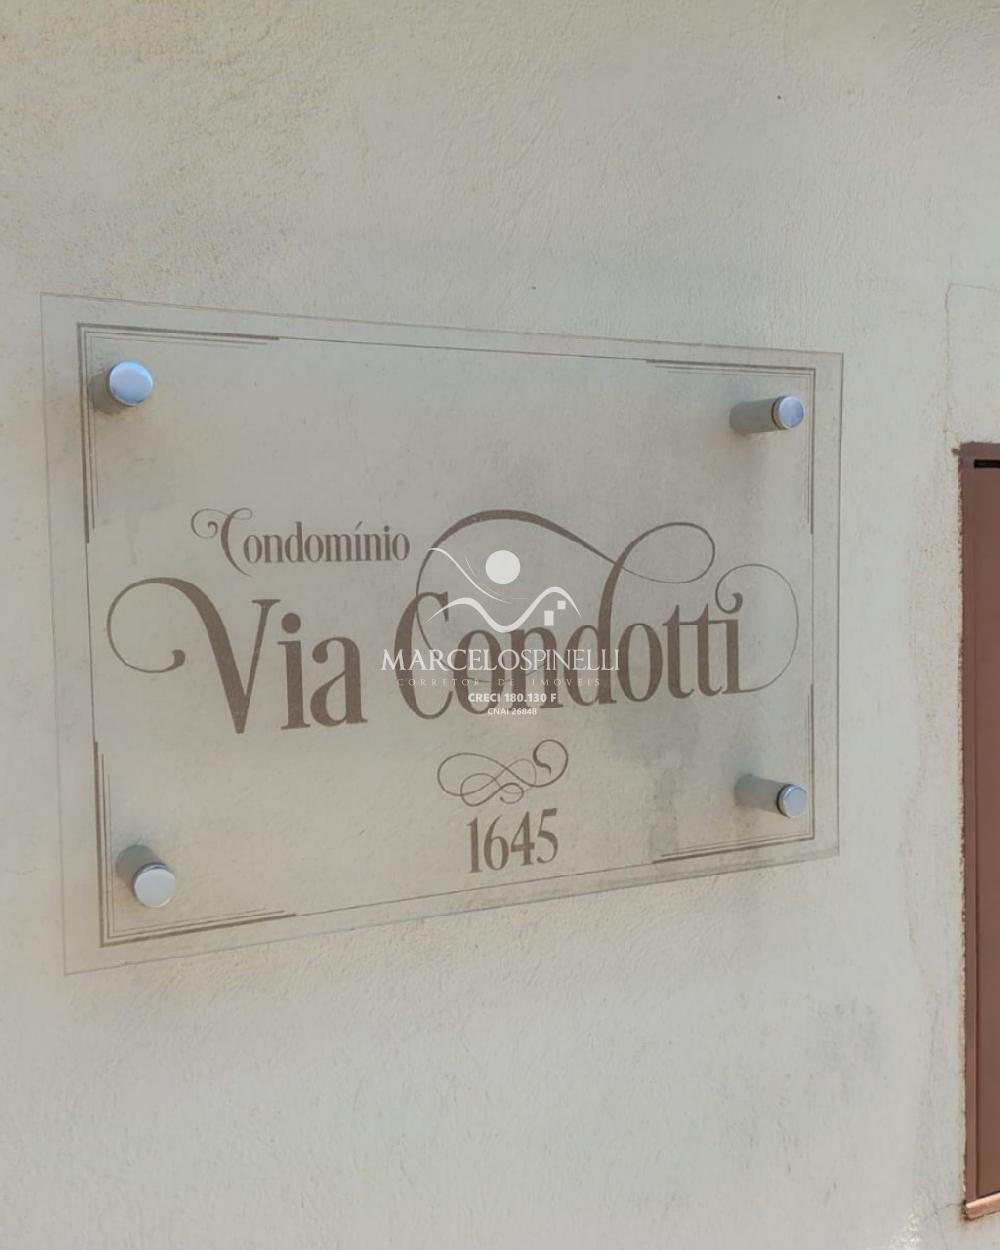 Condomínio
Via Condotti
MARCELOSPINELLI
CORRETOR DE IMÓVEIS
CRECI 180.130 F
CNAI 26848
1645